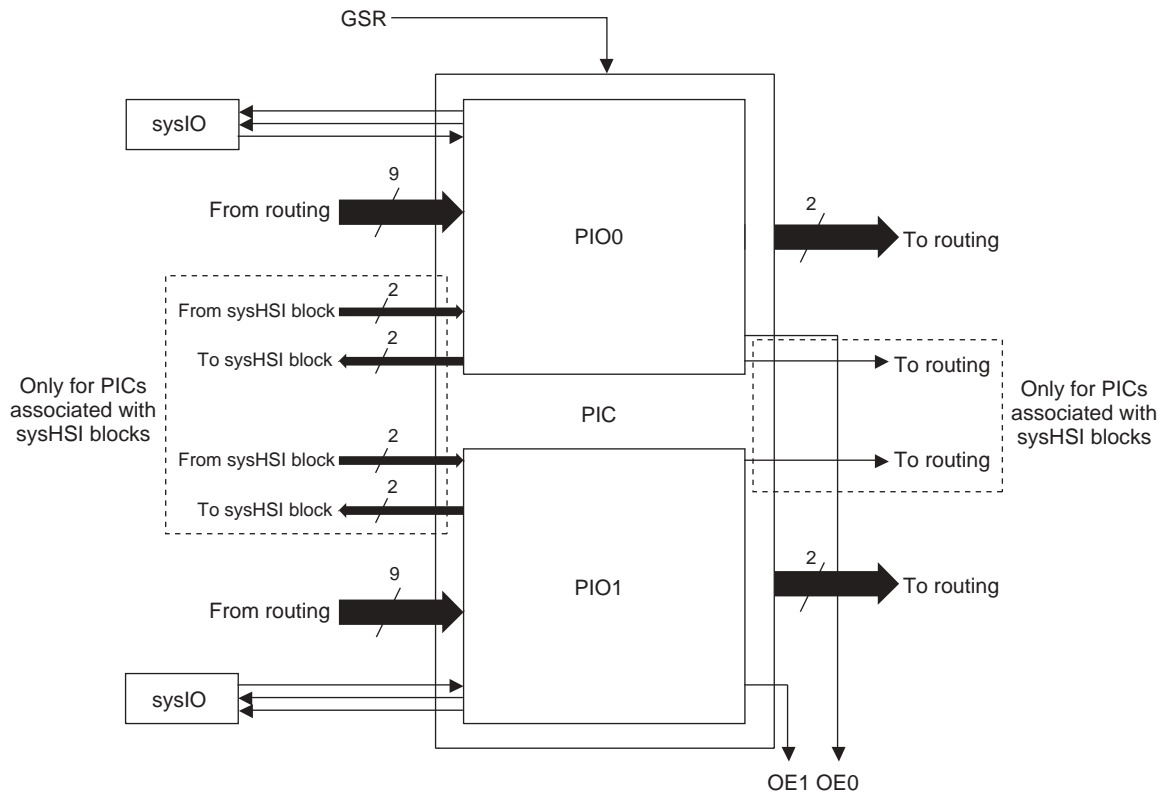 GSR
sysIO
9
From routing
PIO0
2
To routing
From sysHSI block
2
To sysHSI block
2
Only for PICs
associated with
sysHSI blocks
To routing
Only for PICs
associated with
sysHSI blocks
PIC
From sysHSI block
2
To routing
To sysHSI block
2
PIO1
9
From routing
2
To routing
sysIO
OE1 OE0